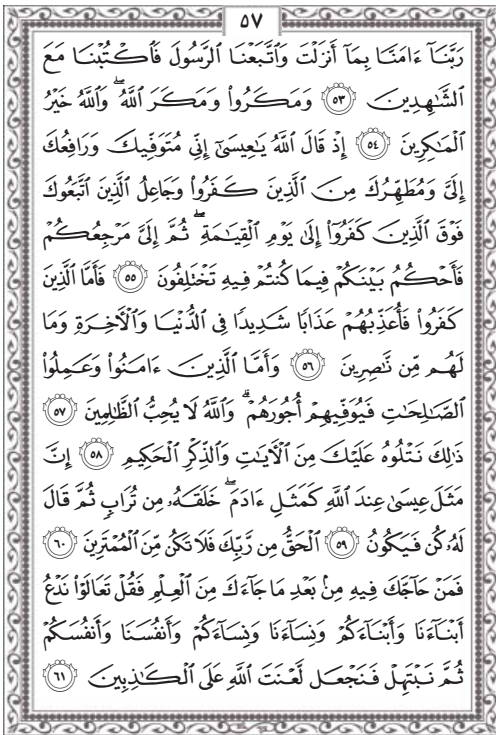 ٥٧
رَبَّنَآ ءَامَنَّا بِمَآ أَنزَلْتَ وَٱتَّبَعْنَا ٱلرَّسُولَ فَٱكْتُبْنَا مَعَ
ٱلشَّـٰهِدِينَ ٥٣ وَمَكَرُوا۟ وَمَكَرَ ٱللَّهُ ۖ وَٱللَّهُ خَيْرُ
ٱلْمَـٰكِرِينَ ٥٤ إِذْ قَالَ ٱللَّهُ يَـٰعِيسَىٰٓ إِنِّى مُتَوَفِّيكَ وَرَافِعُكَ
إِلَىَّ وَمُطَهِّرُكَ مِنَ ٱلَّذِينَ كَفَرُوا۟ وَجَاعِلُ ٱلَّذِينَ ٱتَّبَعُوكَ
فَوْقَ ٱلَّذِينَ كَفَرُوٓا۟ إِلَىٰ يَوْمِ ٱلْقِيَـٰمَةِ ۖ ثُمَّ إِلَىَّ مَرْجِعُكُمْ
فَأَحْكُمُ بَيْنَكُمْ فِيمَا كُنتُمْ فِيهِ تَخْتَلِفُونَ ٥٥ فَأَمَّا ٱلَّذِينَ
كَفَرُوا۟ فَأُعَذِّبُهُمْ عَذَابًا شَدِيدًا فِى ٱلدُّنْيَا وَٱلْـَٔاخِرَةِ وَمَا
لَهُم مِّن نَّـٰصِرِينَ ٥٦ وَأَمَّا ٱلَّذِينَ ءَامَنُوا۟ وَعَمِلُوا۟
ٱلصَّـٰلِحَـٰتِ فَيُوَفِّيهِمْ أُجُورَهُمْ ۗ وَٱللَّهُ لَا يُحِبُّ ٱلظَّـٰلِمِينَ ٥٧
ذَٰلِكَ نَتْلُوهُ عَلَيْكَ مِنَ ٱلْـَٔايَـٰتِ وَٱلذِّكْرِ ٱلْحَكِيمِ ٥٨ إِنَّ
مَثَلَ عِيسَىٰ عِندَ ٱللَّهِ كَمَثَلِ ءَادَمَ ۖ خَلَقَهُۥ مِن تُرَابٍ ثُمَّ قَالَ
لَهُۥ كُن فَيَكُونُ ٥٩ ٱلْحَقُّ مِن رَّبِّكَ فَلَا تَكُن مِّنَ ٱلْمُمْتَرِينَ ٦٠
فَمَنْ حَآجَّكَ فِيهِ مِنۢ بَعْدِ مَا جَآءَكَ مِنَ ٱلْعِلْمِ فَقُلْ تَعَالَوْا۟ نَدْعُ
أَبْنَآءَنَا وَأَبْنَآءَكُمْ وَنِسَآءَنَا وَنِسَآءَكُمْ وَأَنفُسَنَا وَأَنفُسَكُمْ
ثُمَّ نَبْتَهِلْ فَنَجْعَل لَّعْنَتَ ٱللَّهِ عَلَى ٱلْكَـٰذِبِينَ ٦١